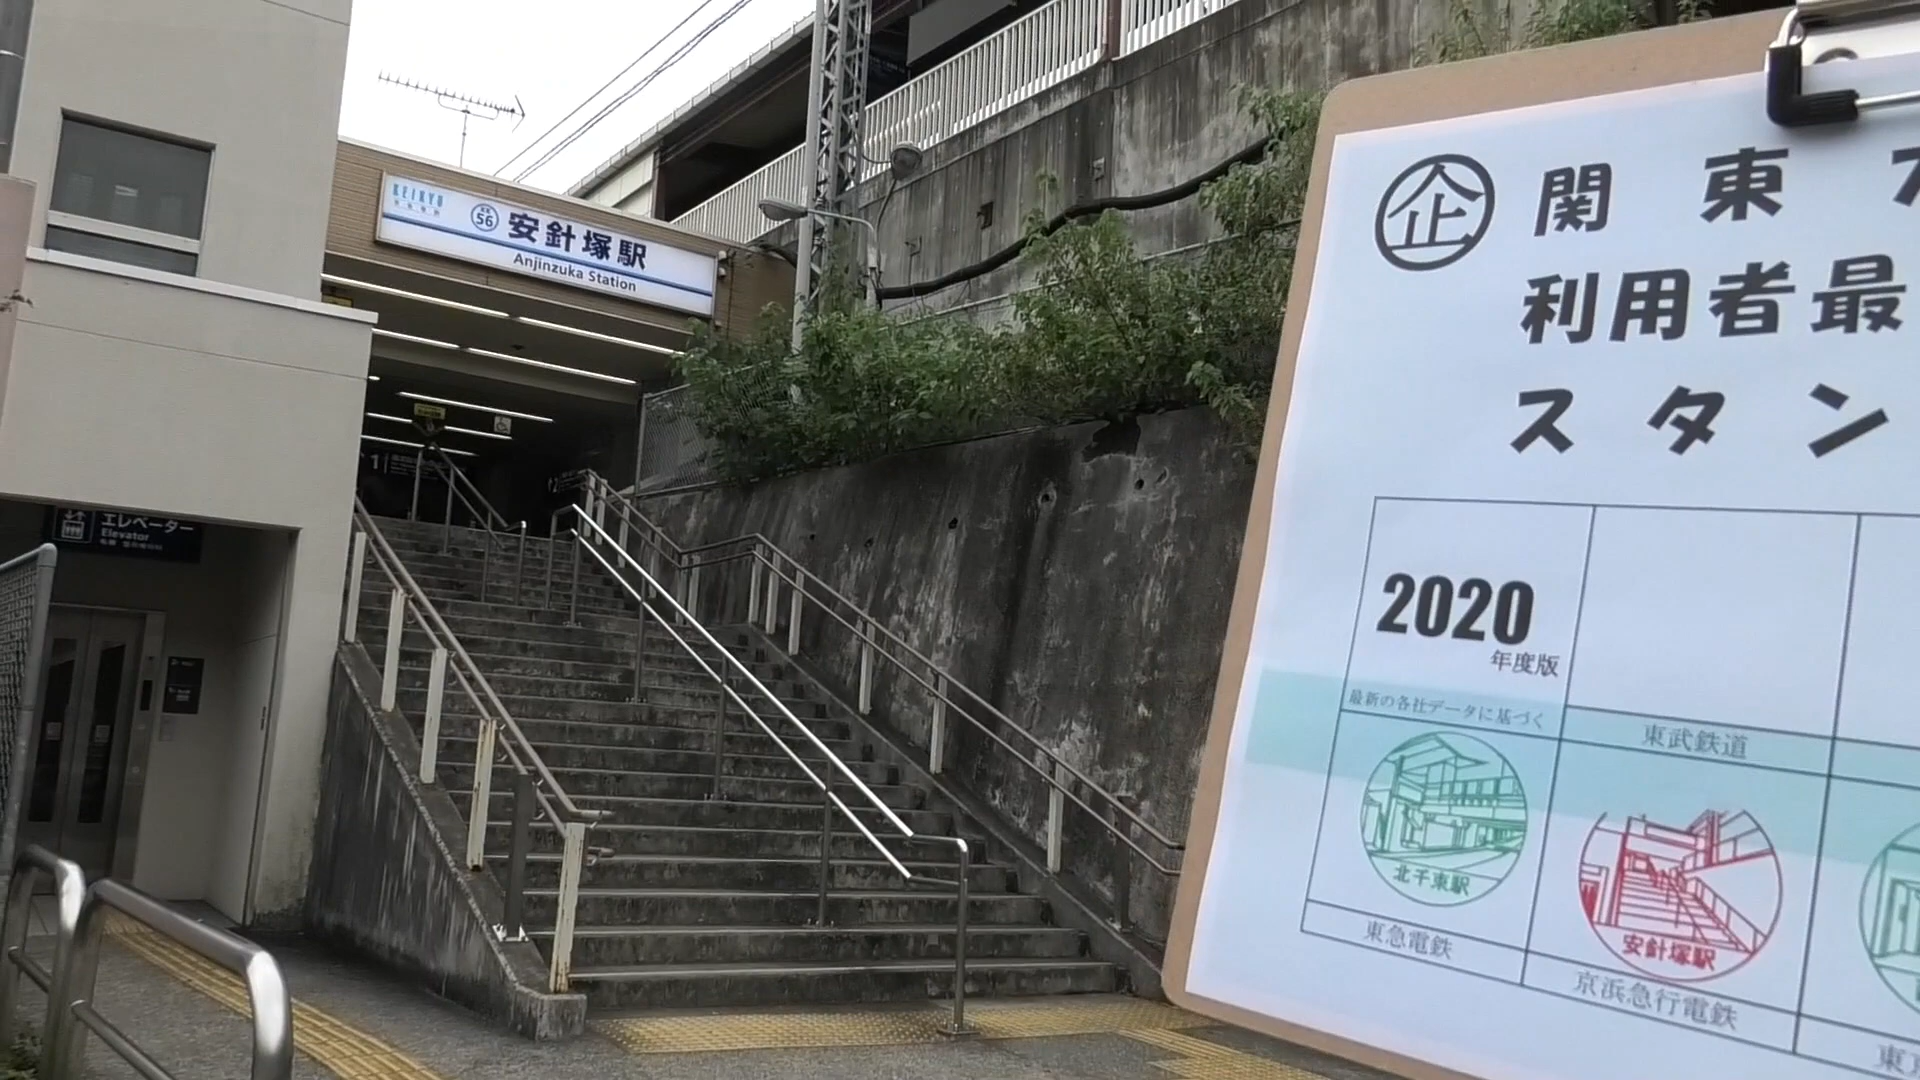 KEIKYU
56
安針塚駅
Anjinzuka Station
1
エレベーター
Elevator
企
関東
利用者最
スタン
2020
年度版
最新の各社データに基づく
東武鉄道
北千束駅
安針塚駅
東急電鉄
京浜急行電鉄
東